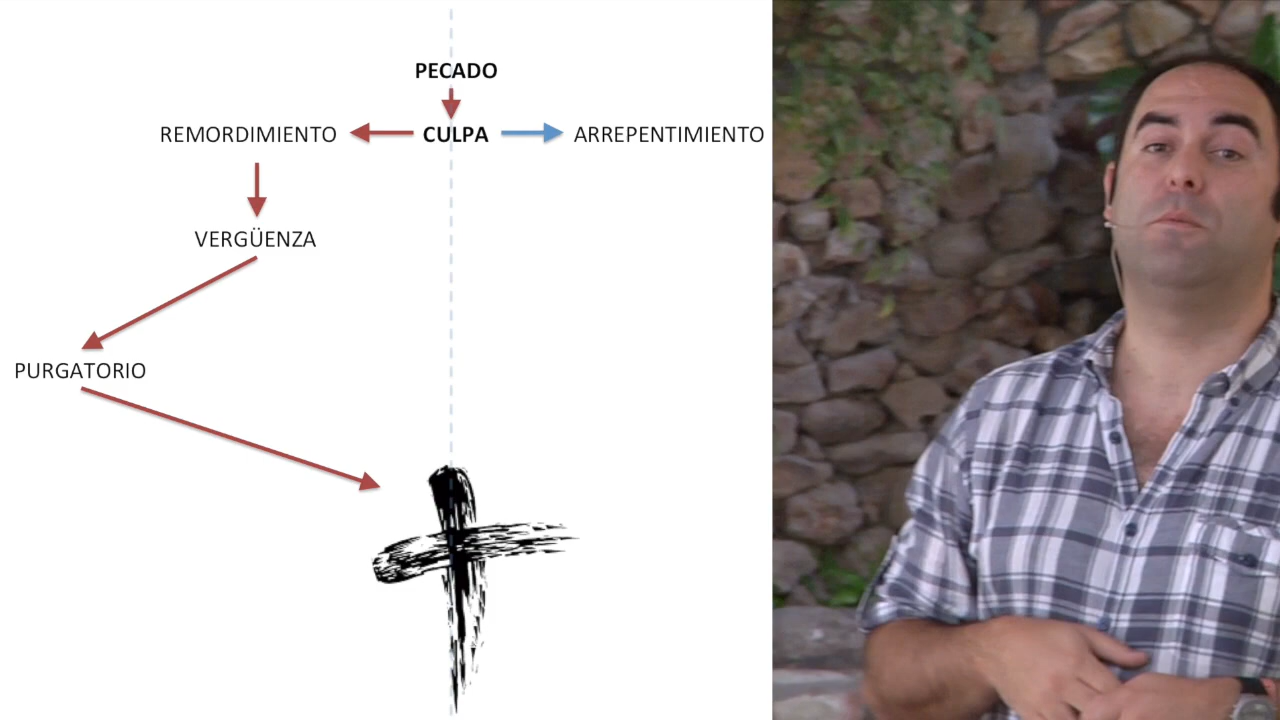 PECADO
REMORDIMIENTO CULPA ARREPENTIMIENTO
VERGÜENZA
PURGATORIO